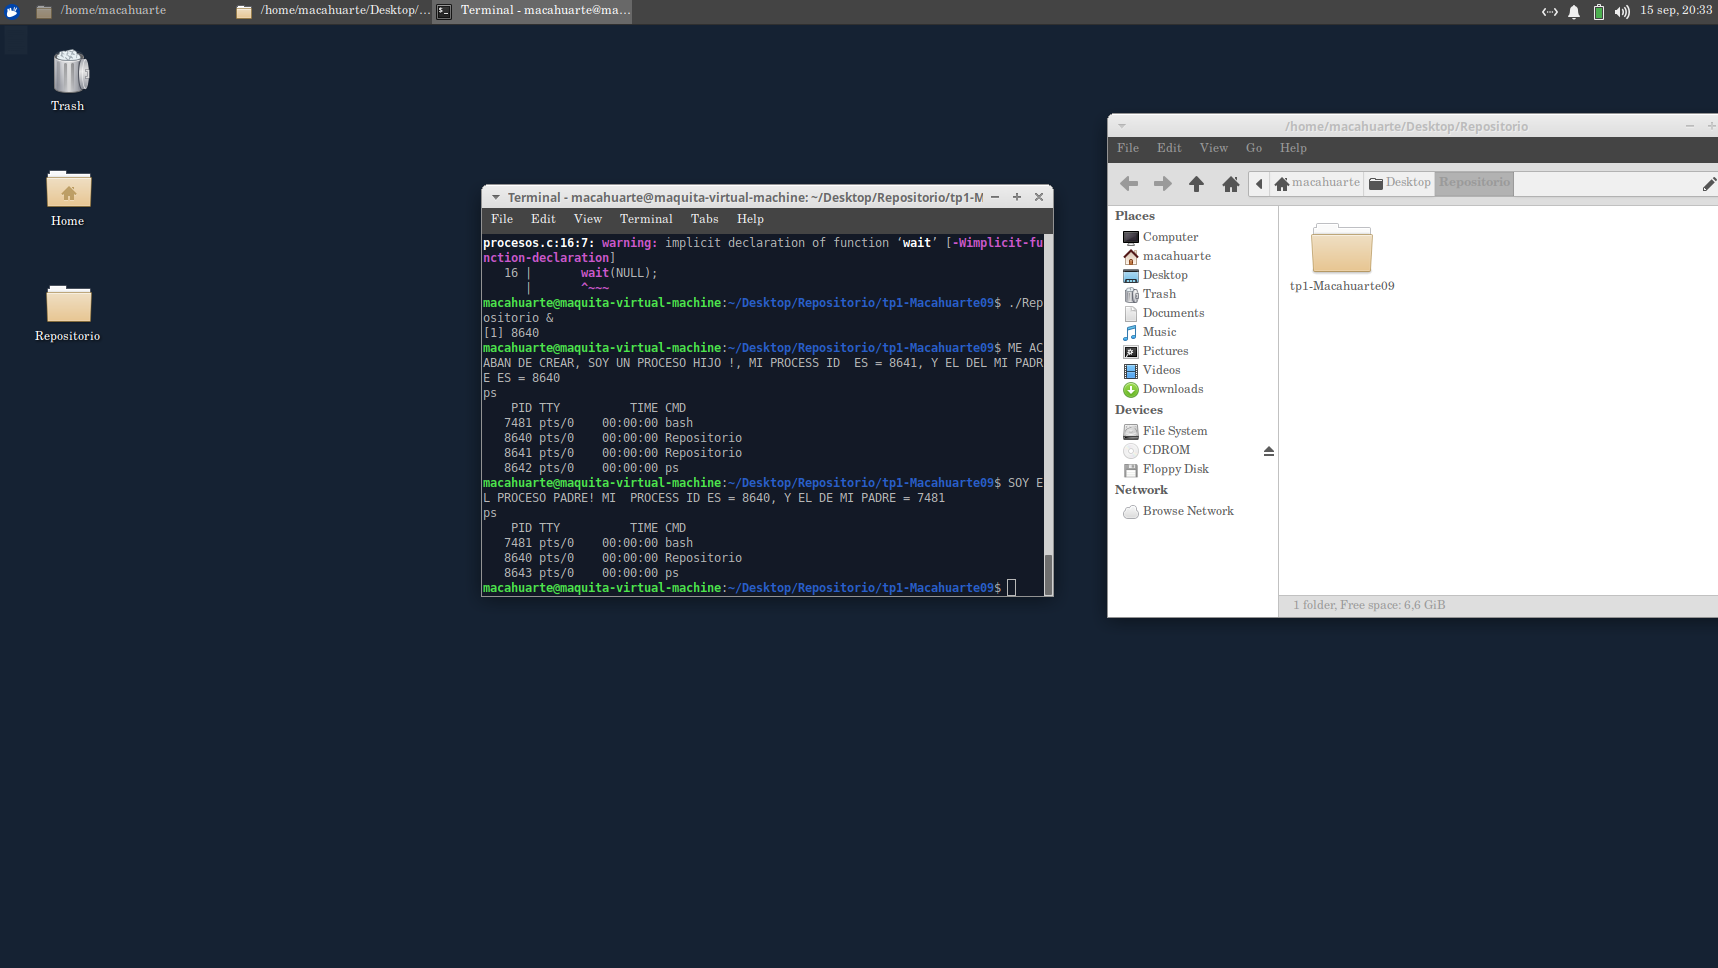 /home/macahuarte
/home/macahuarte/Desktop/...
Terminal - macahuarte@ma...
15 sep, 20:33
Trash
Home
Repositorio
Terminal - macahuarte@maquita-virtual-machine: ~/Desktop/Repositorio/tp1-M
File Edit View Terminal Tabs Help
procesos.c:16:7: warning: implicit declaration of function ‘wait’ [-Wimplicit-fu
nction-declaration]
16 | wait(NULL);
| ^~~~
macahuarte@maquita-virtual-machine:~/Desktop/Repositorio/tp1-Macahuarte09$ ./Rep
ositorio &
[1] 8640
macahuarte@maquita-virtual-machine:~/Desktop/Repositorio/tp1-Macahuarte09$ ME AC
ABAN DE CREAR, SOY UN PROCESO HIJO !, MI PROCESS ID  ES = 8641, Y EL DEL MI PADR
E ES = 8640
ps
PID TTY TIME CMD
7481 pts/0 00:00:00 bash
8640 pts/0 00:00:00 Repositorio
8641 pts/0 00:00:00 Repositorio
8642 pts/0 00:00:00 ps
macahuarte@maquita-virtual-machine:~/Desktop/Repositorio/tp1-Macahuarte09$ SOY E
L PROCESO PADRE! MI  PROCESS ID ES = 8640, Y EL DE MI PADRE = 7481
ps
PID TTY TIME CMD
7481 pts/0 00:00:00 bash
8640 pts/0 00:00:00 Repositorio
8643 pts/0 00:00:00 ps
macahuarte@maquita-virtual-machine:~/Desktop/Repositorio/tp1-Macahuarte09$
/home/macahuarte/Desktop/Repositorio
File Edit View Go Help
macahuarte Desktop Repositorio
Places
Computer
macahuarte
Desktop
Trash
Documents
Music
Pictures
Videos
Downloads
Devices
File System
CDROM
Floppy Disk
Network
Browse Network
tp1-Macahuarte09
1 folder, Free space: 6,6 GiB